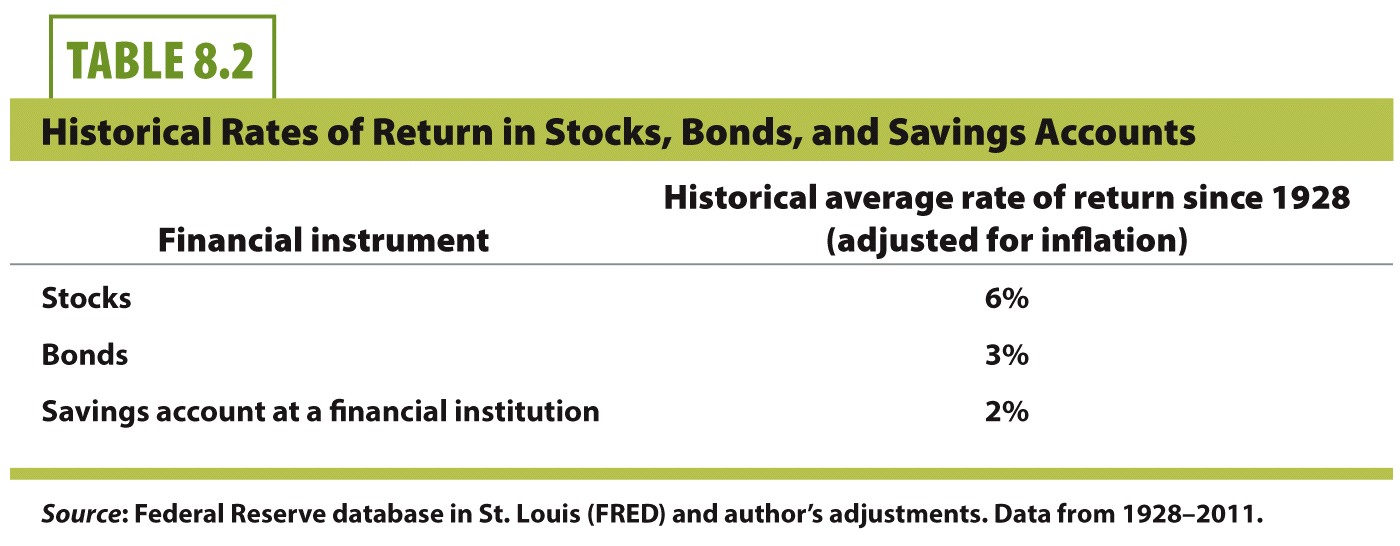 TABLE 8.2
Historical Rates of Return in Stocks, Bonds, and Savings Accounts
Historical average rate of return since 1928
Financial instrument (adjusted for inflation)
Stocks 6%
Bonds 3%
Savings account at a financial institution 2%
Source: Federal Reserve database in St. Louis (FRED) and author’s adjustments. Data from 1928–2011.